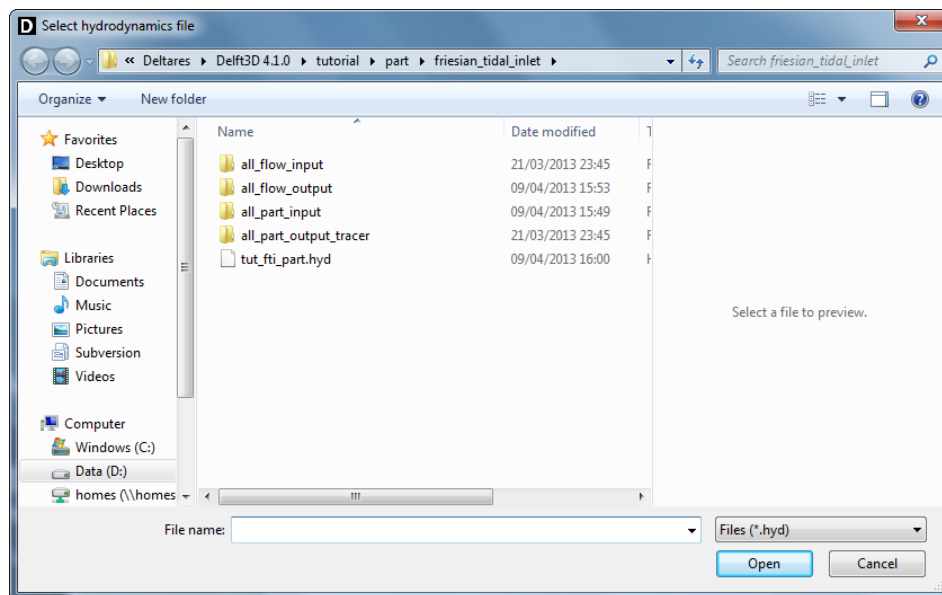 D Select hydrodynamics file
x
« Deltares ▸ Delft3D 4.1.0 ▸ tutorial ▸ part ▸ friesian_tidal_inlet ▸
Search friesian_tidal_inlet
Organize ▾ New folder
?
Favorites
Desktop
Downloads
Recent Places
Libraries
Documents
Music
Pictures
Subversion
Videos
Computer
Windows (C:)
Data (D:)
homes (\\homes
Name Date modified
all_flow_input 21/03/2013 23:45
all_flow_output 09/04/2013 15:53
all_part_input 09/04/2013 15:49
all_part_output_tracer 21/03/2013 23:45
tut_fti_part.hyd 09/04/2013 16:00
Select a file to preview.
File name:
Files (*.hyd)
Open Cancel